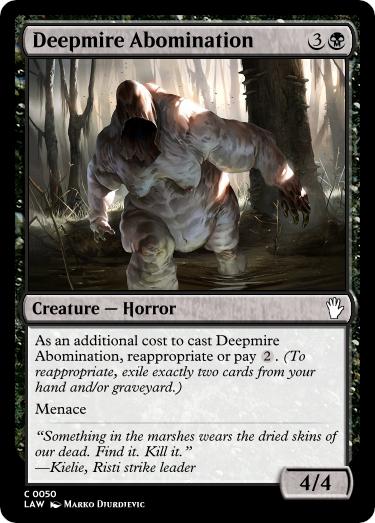 Deepmire Abomination 3
Creature — Horror
As an additional cost to cast Deepmire
Abomination, reappropriate or pay 2. (To
reappropriate, exile exactly two cards from your
hand and/or graveyard.)
Menace
“Something in the marshes wears the dried skins of
our dead. Find it. Kill it.”
—Kielie, Risti strike leader
4/4
C 0050
LAW Marko Djurdjevic